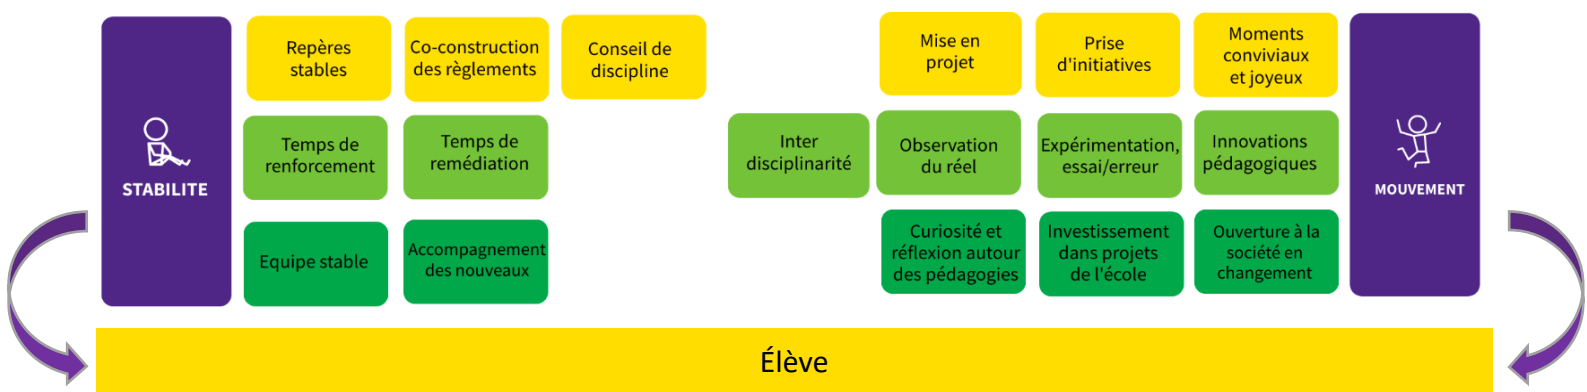 STABILITE
Repères
stables
Co-construction
des règlements
Conseil de
discipline
Mise en
projet
Prise
d'initiatives
Moments
conviviaux
et joyeux
Temps de
renforcement
Temps de
remédiation
Inter
disciplinarité
Observation
du réel
Expérimentation,
essai/erreur
Innovations
pédagogiques
MOUVEMENT
Equipe stable
Accompagnement
des nouveaux
Curiosité et
réflexion autour
des pédagogies
Investissement
dans projets
de l'école
Ouverture à la
société en
changement
Élève